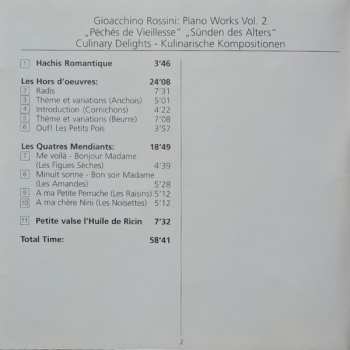 Gioacchino Rossini: Piano Works Vol. 2
„Péchés de Vieillesse" „Sünden des Alters"
Culinary Delights - Kulinarische Kompositionen
1 Hachis Romantique 3'46
Les Hors d'oeuvres: 24'08
2 Radis 7'31
3 Thème et variations (Anchois) 5'01
4 Introduction (Cornichons) 4'22
5 Thème et variations (Beurre) 7'08
6 Ouf! Les Petits Pois 3'57
Les Quatres Mendiants: 18'49
7 Me voilà - Bonjour Madame
(Les Figues Sèches) 4'39
8 Minuit sonne - Bon soir Madame
(Les Amandes) 5'28
9 A ma Petite Perruche (Les Raisins) 5'12
10 A ma chère Nini (Les Noisettes) 5'12
11 Petite valse l'Huile de Ricin 7'32
Total Time: 58'41
2